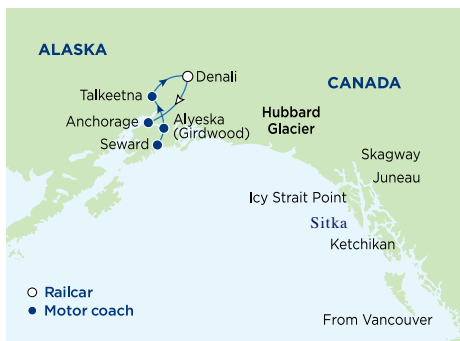 ALASKA
Denali
CANADA
Talkeetna
Anchorage
Alyeska
(Girdwood)
Seward
Hubbard
Glacier
Skagway
Juneau
Icy Strait Point
Sitka
Ketchikan
Railcar
Motor coach
From Vancouver